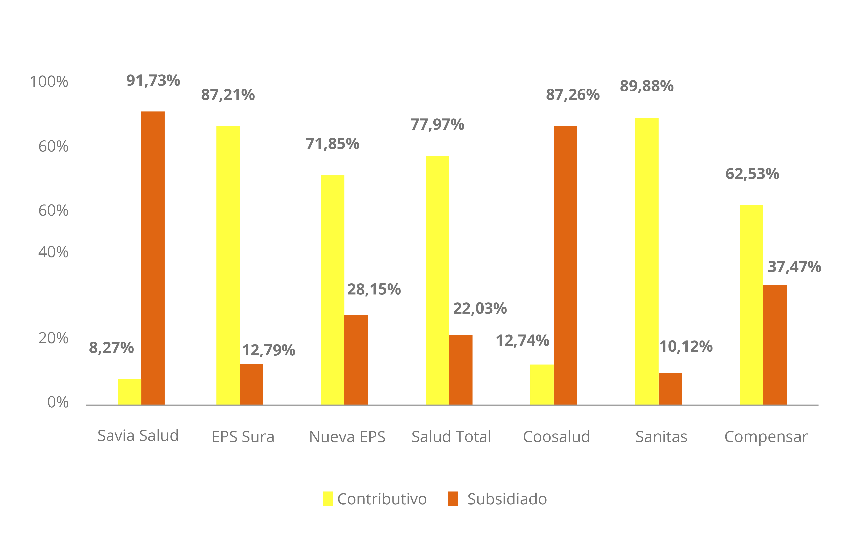 100%
60%
60%
40%
20%
0%
8,27%
91,73%
87,21%
12,79%
71,85%
28,15%
77,97%
22,03%
12,74%
87,26%
89,88%
10,12%
62,53%
37,47%
Savia Salud
EPS Sura
Nueva EPS
Salud Total
Coosalud
Sanitas
Compensar
Contributivo
Subsidiado